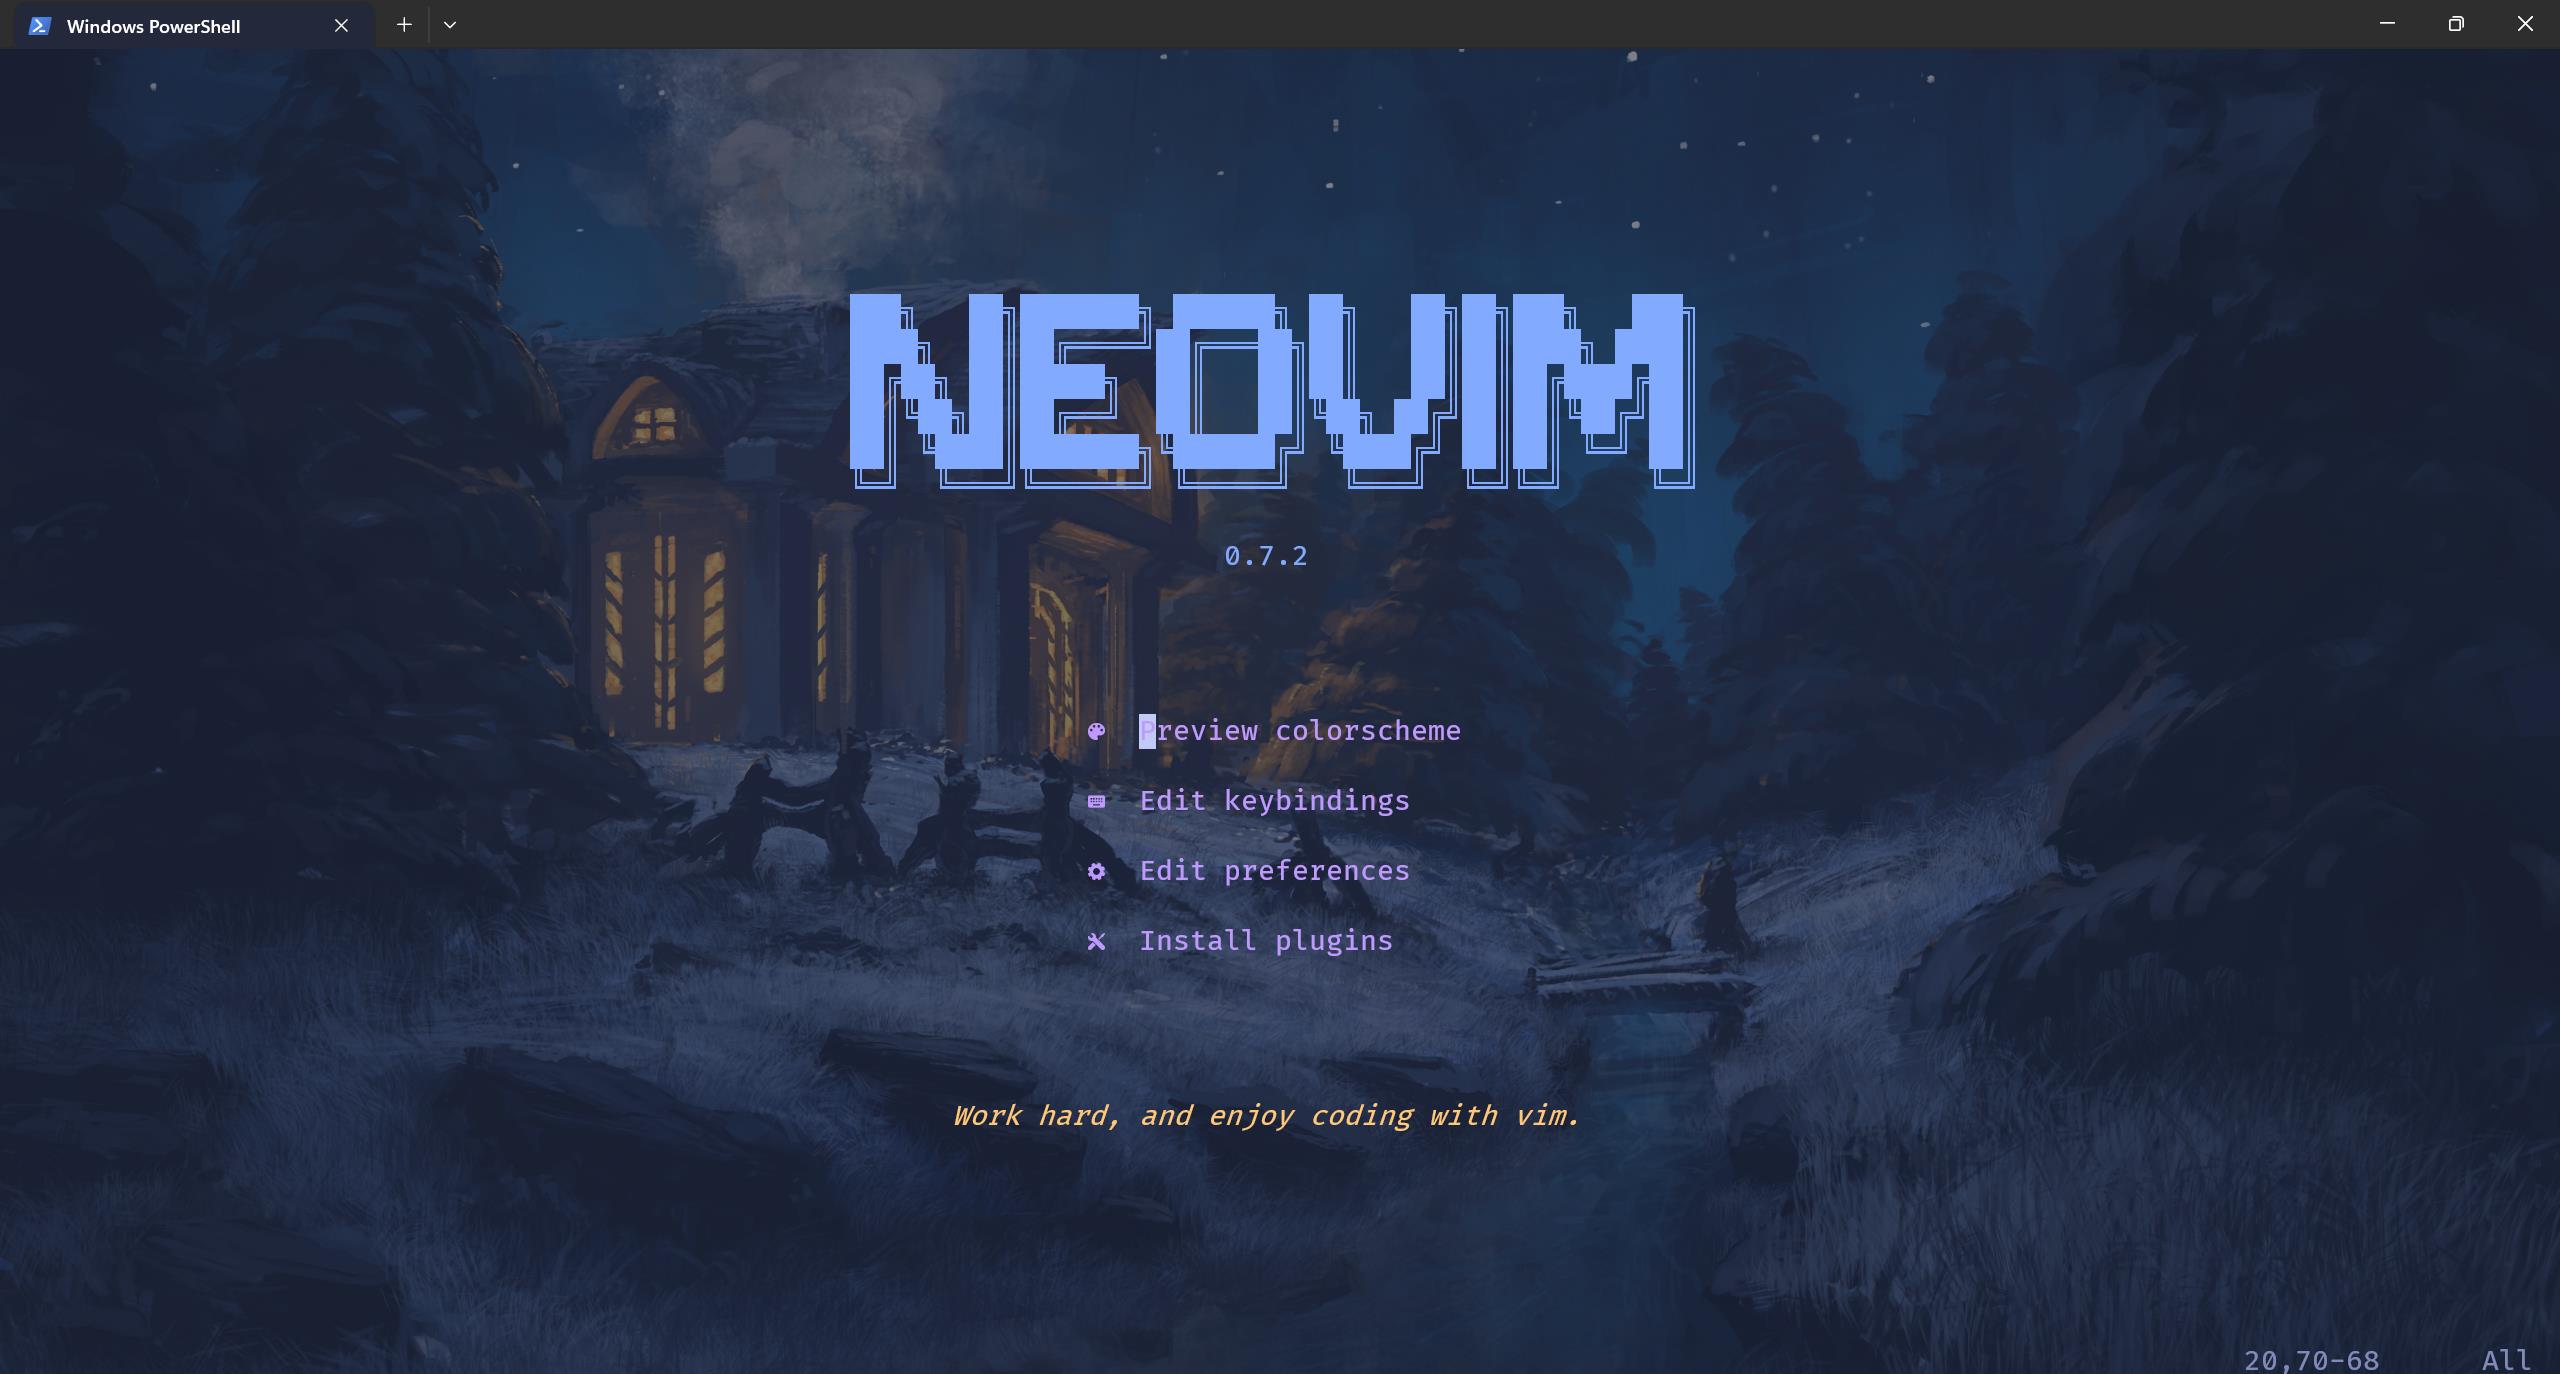 Windows PowerShell
NEOVIM
0.7.2
Preview colorscheme
Edit keybindings
Edit preferences
Install plugins
Work hard, and enjoy coding with vim.
20,70-68 All